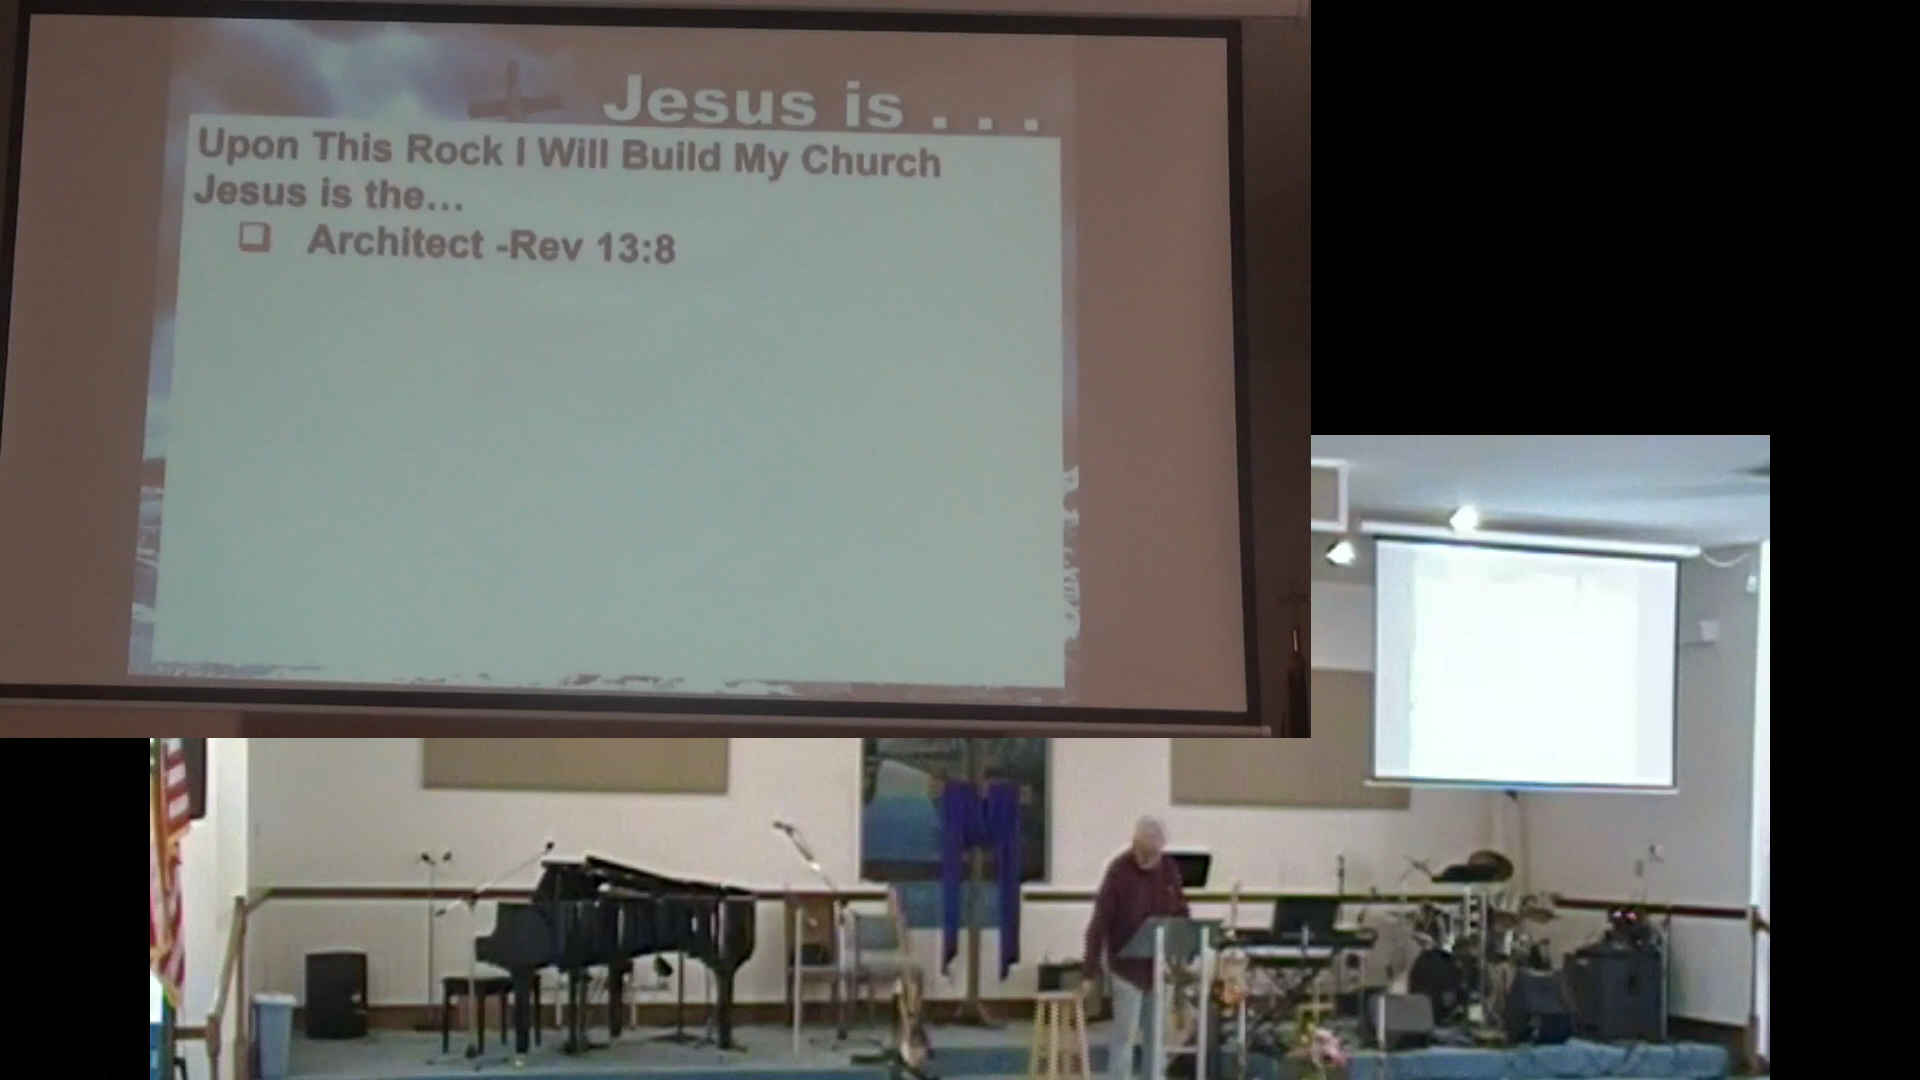 Jesus is . . .
Upon This Rock I Will Build My Church
Jesus is the...
❑ Architect -Rev 13:8